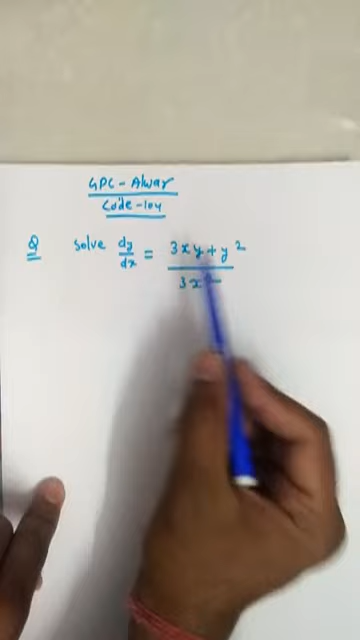 GPC-Alwar
Code-104
Q Solve dy/dx = 3xy+y²/3x